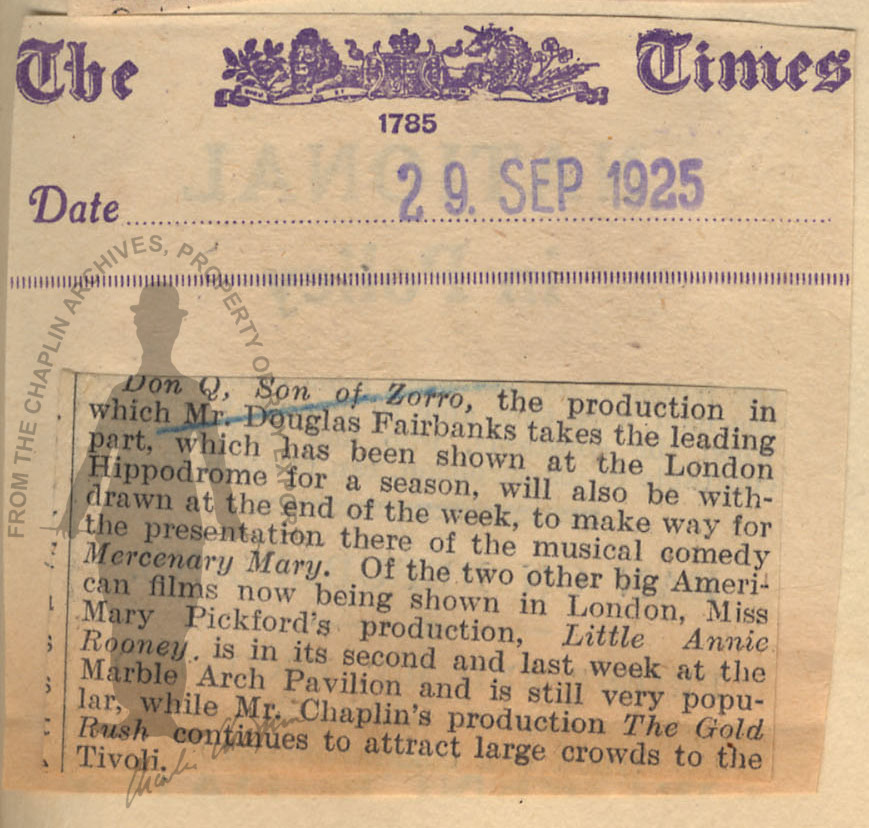 The Times
1785
Date 29. SEP 1925
FROM THE CHAPLIN ARCHIVES, PROPERTY OF ROY EXPORT
Don Q, Son of Zorro, the production in
which Mr. Douglas Fairbanks takes the leading
part, which has been shown at the London
Hippodrome for a season, will also be with-
drawn at the end of the week, to make way for
the presentation there of the musical comedy
Mercenary Mary. Of the two other big Ameri-
can films now being shown in London, Miss
Mary Pickford's production, Little Annie
Rooney, is in its second and last week at the
Marble Arch Pavilion and is still very popu-
lar, while Mr. Chaplin's production The Gold
Rush continues to attract large crowds to the
Tivoli.
Charlie Chaplin